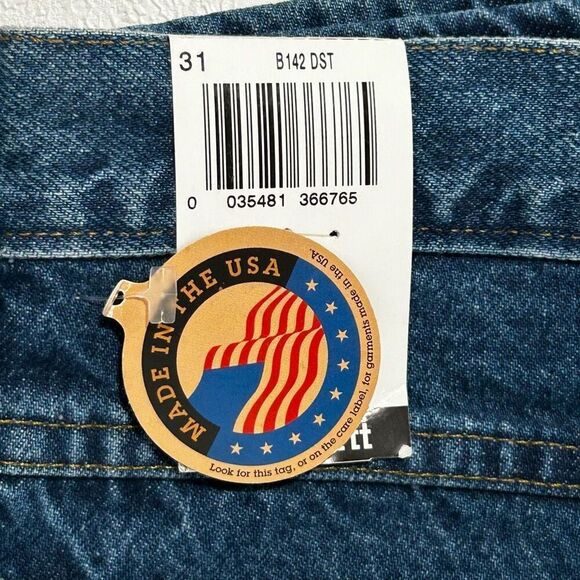 31 B142 DST
0 035481 366765
MADE IN THE USA
Look for this tag, or on the care label, for garments made in the USA.
tt